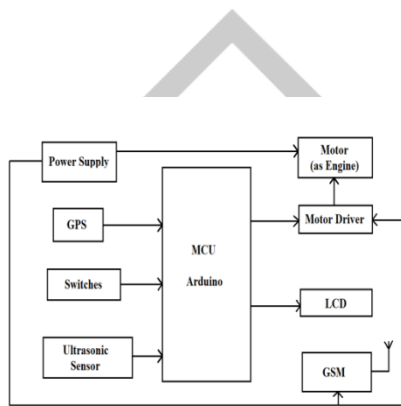 Power Supply
Motor
(as Engine)
GPS
MCU
Arduino
Motor Driver
Switches
LCD
Ultrasonic
Sensor
GSM